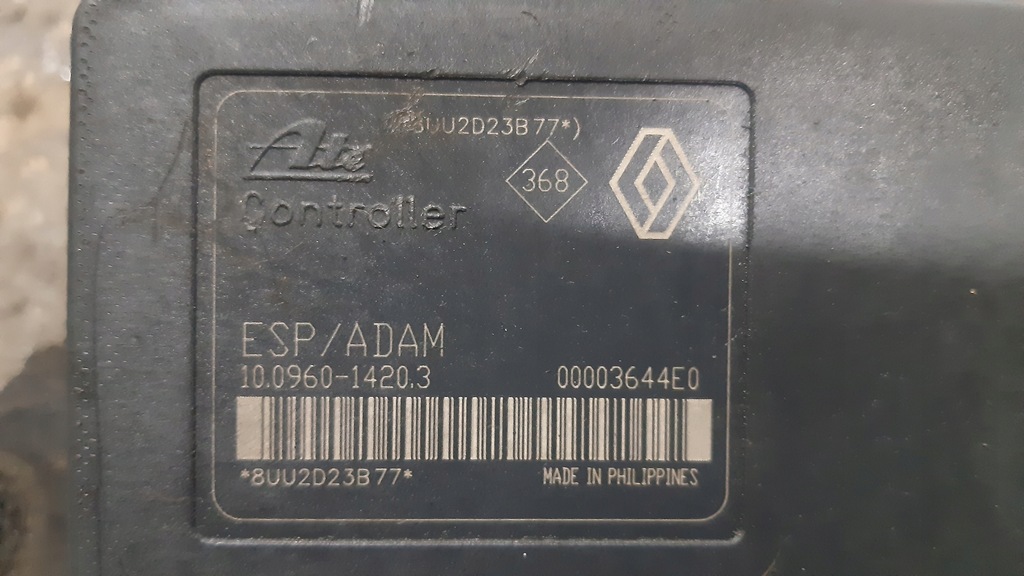 8UU2D23B77*)
Ate
368
Controller
ESP/ADAM
10.0960-1420.3 00003644E0
*8UU2D23B77* MADE IN PHILIPPINES